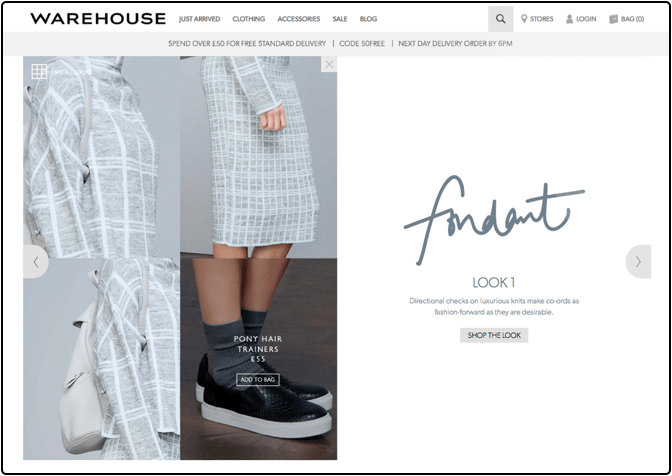 WAREHOUSE
JUST ARRIVED CLOTHING ACCESSORIES SALE BLOG
STORES LOGIN BAG (0)
SPEND OVER £50 FOR FREE STANDARD DELIVERY | CODE 50FREE | NEXT DAY DELIVERY ORDER BY 6PM
fondant
LOOK 1
Directional checks on luxurious knits make co-ords as
fashion-forward as they are desirable.
SHOP THE LOOK
PONY HAIR
TRAINERS
£55
ADD TO BAG